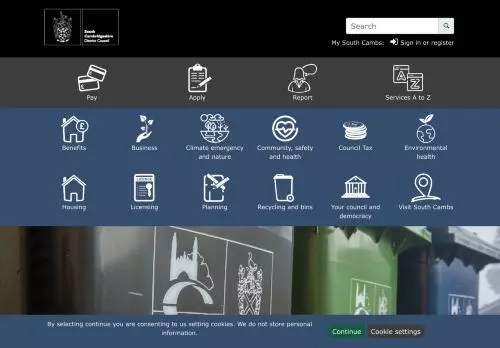 South
Cambridgeshire
District Council
Search
My South Cambs: Sign in or register
Pay
Apply
Report
Services A to Z
A
Z
Benefits
Business
Climate emergency
and nature
Community, safety
and health
Council Tax
Environmental
health
Housing
Licensing
Planning
Recycling and bins
Your council and
democracy
Visit South Cambs
By selecting continue you are consenting to us setting cookies. We do not store personal
information.
Continue
Cookie settings